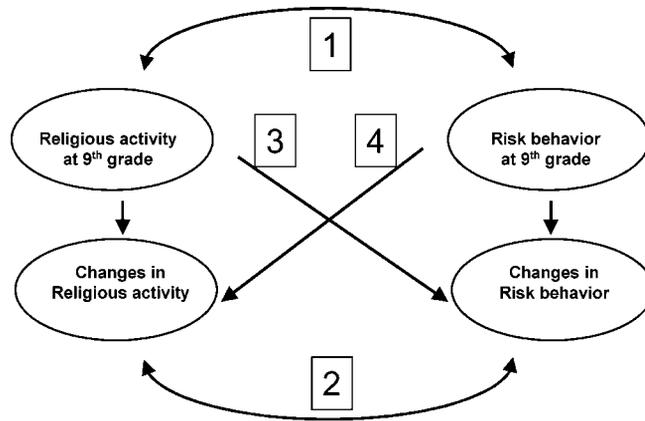 1
Religious activity
at 9th grade
3
4
Risk behavior
at 9th grade
Changes in
Religious activity
Changes in
Risk behavior
2